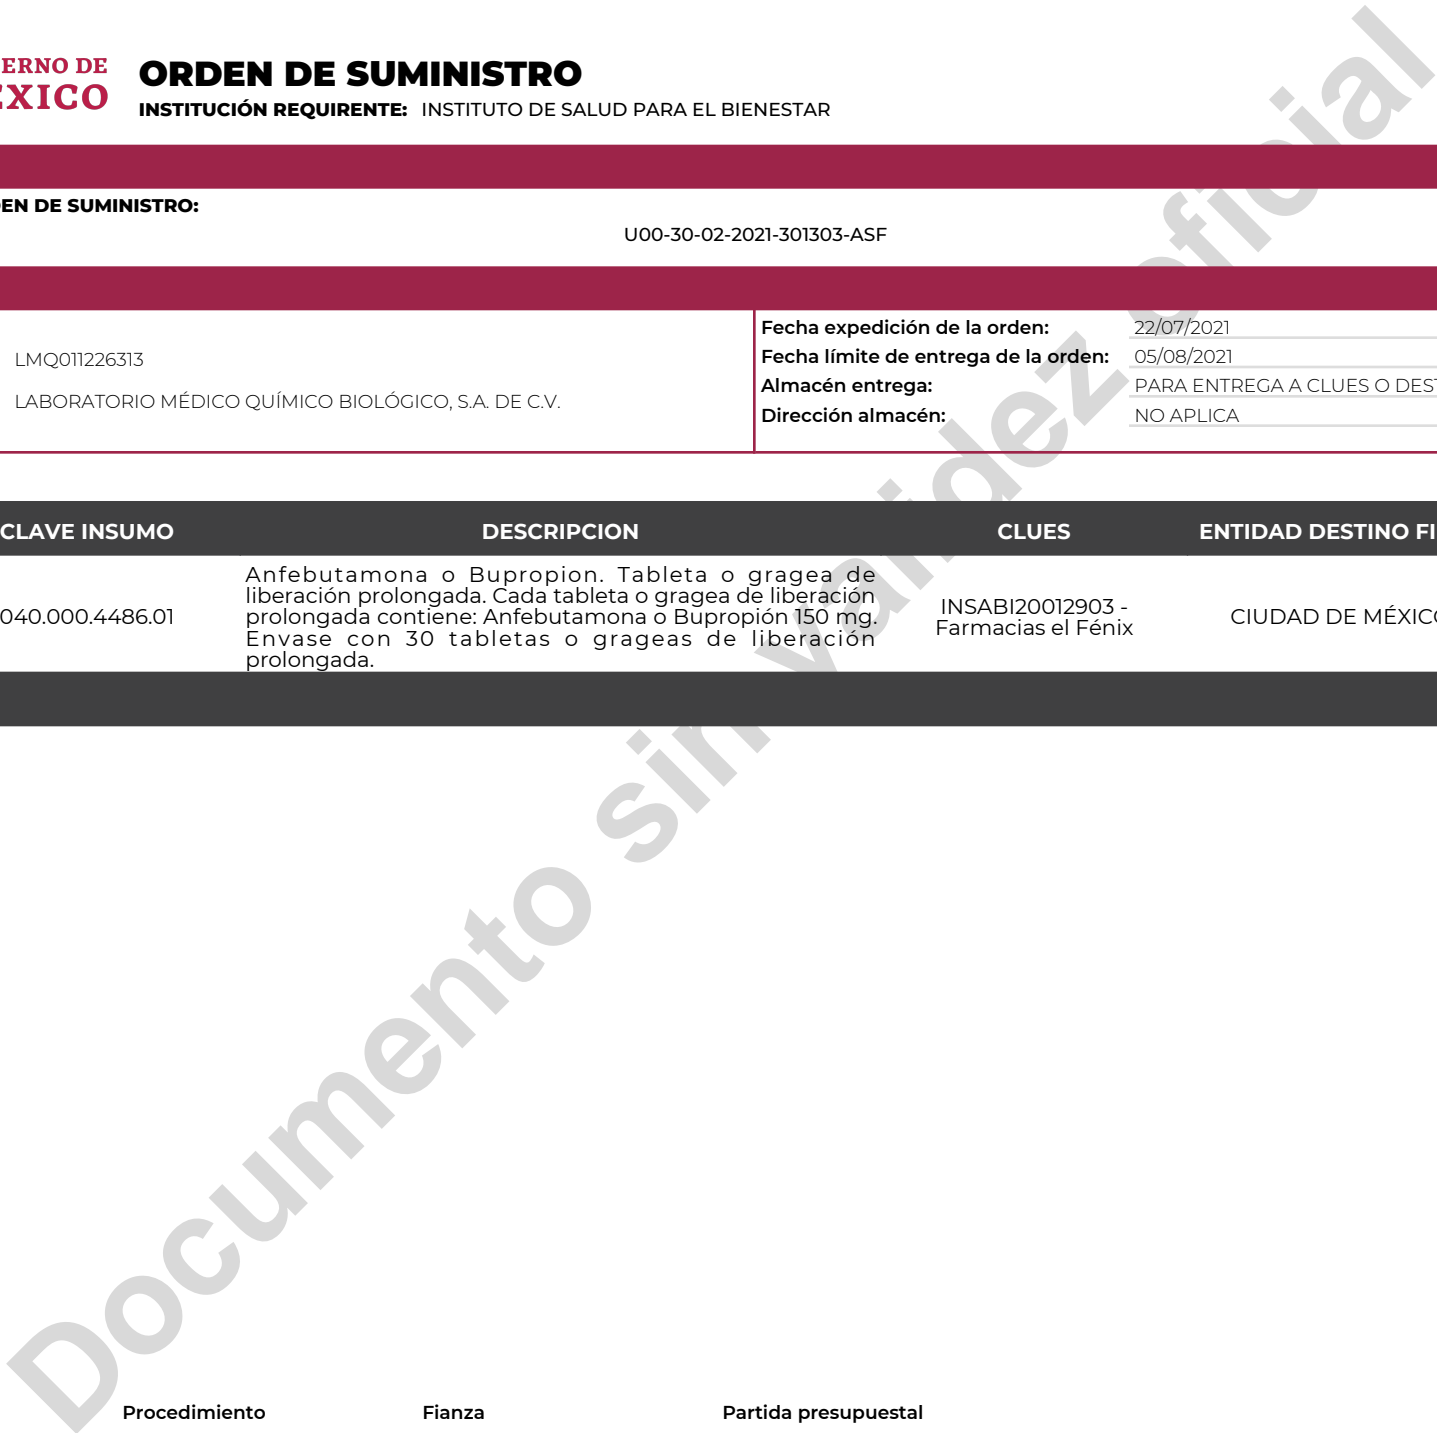 ERNO DE
ÉXICO
ORDEN DE SUMINISTRO
INSTITUCIÓN REQUIRENTE: INSTITUTO DE SALUD PARA EL BIENESTAR
EN DE SUMINISTRO:
U00-30-02-2021-301303-ASF
LMQ011226313
LABORATORIO MÉDICO QUÍMICO BIOLÓGICO, S.A. DE C.V.
Fecha expedición de la orden: 22/07/2021
Fecha límite de entrega de la orden: 05/08/2021
Almacén entrega: PARA ENTREGA A CLUES O DEST
Dirección almacén: NO APLICA
CLAVE INSUMO DESCRIPCION CLUES ENTIDAD DESTINO FI
040.000.4486.01
Anfebutamona o Bupropion. Tableta o gragea de
liberación prolongada. Cada tableta o gragea de liberación
prolongada contiene: Anfebutamona o Bupropión 150 mg.
Envase con 30 tabletas o grageas de liberación
prolongada.
INSABI20012903 -
Farmacias el Fénix
CIUDAD DE MÉXICO
Documento sin validez oficial
Procedimiento Fianza Partida presupuestal